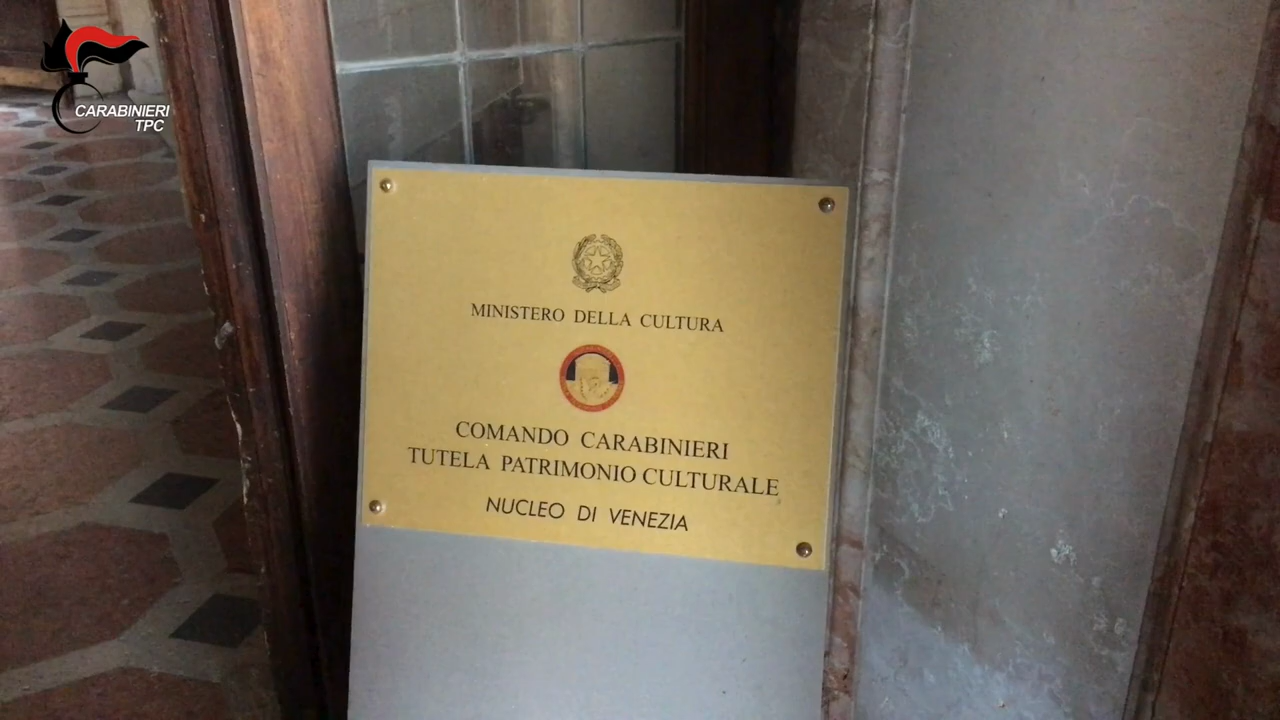 CARABINIERI
TPC
MINISTERO DELLA CULTURA
COMANDO CARABINIERI
TUTELA PATRIMONIO CULTURALE
NUCLEO DI VENEZIA